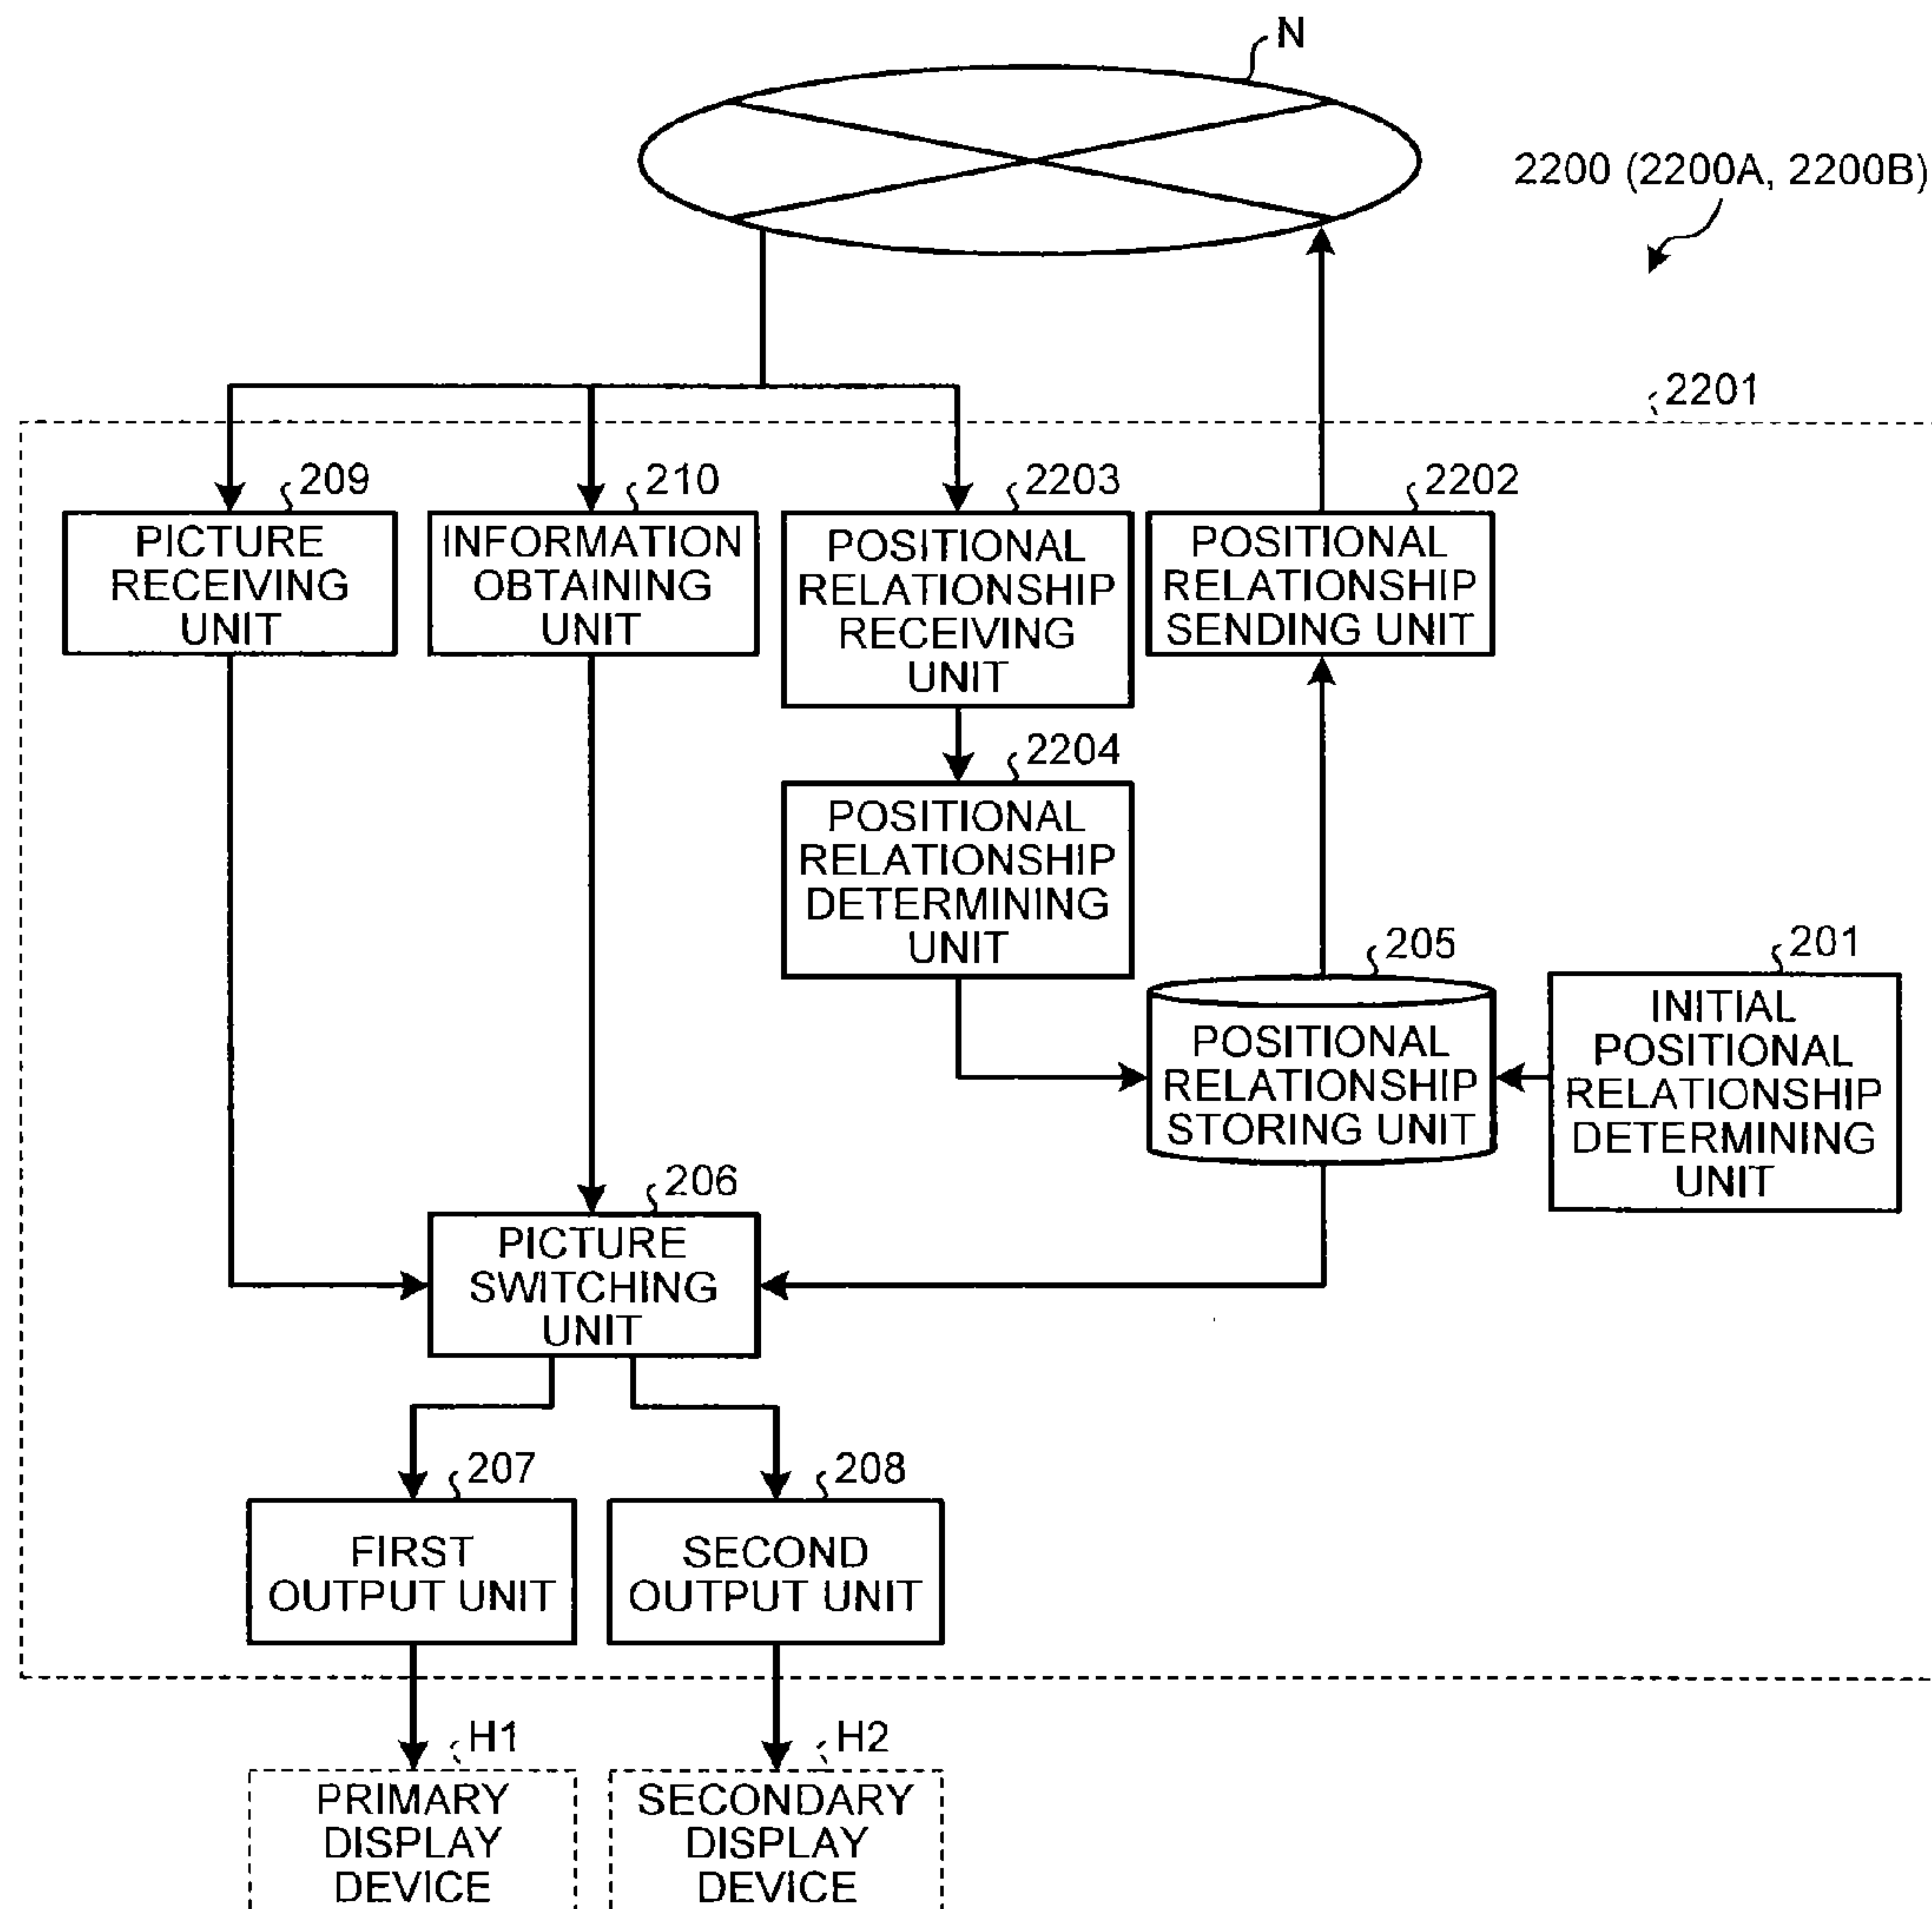 N
2200 (2200A, 2200B)
2201
209
PICTURE
RECEIVING
UNIT
210
INFORMATION
OBTAINING
UNIT
2203
POSITIONAL
RELATIONSHIP
RECEIVING
UNIT
2202
POSITIONAL
RELATIONSHIP
SENDING UNIT
2204
POSITIONAL
RELATIONSHIP
DETERMINING
UNIT
205
POSITIONAL
RELATIONSHIP
STORING UNIT
201
INITIAL
POSITIONAL
RELATIONSHIP
DETERMINING
UNIT
206
PICTURE
SWITCHING
UNIT
207
FIRST
OUTPUT UNIT
208
SECOND
OUTPUT UNIT
H1
PRIMARY
DISPLAY
DEVICE
H2
SECONDARY
DISPLAY
DEVICE